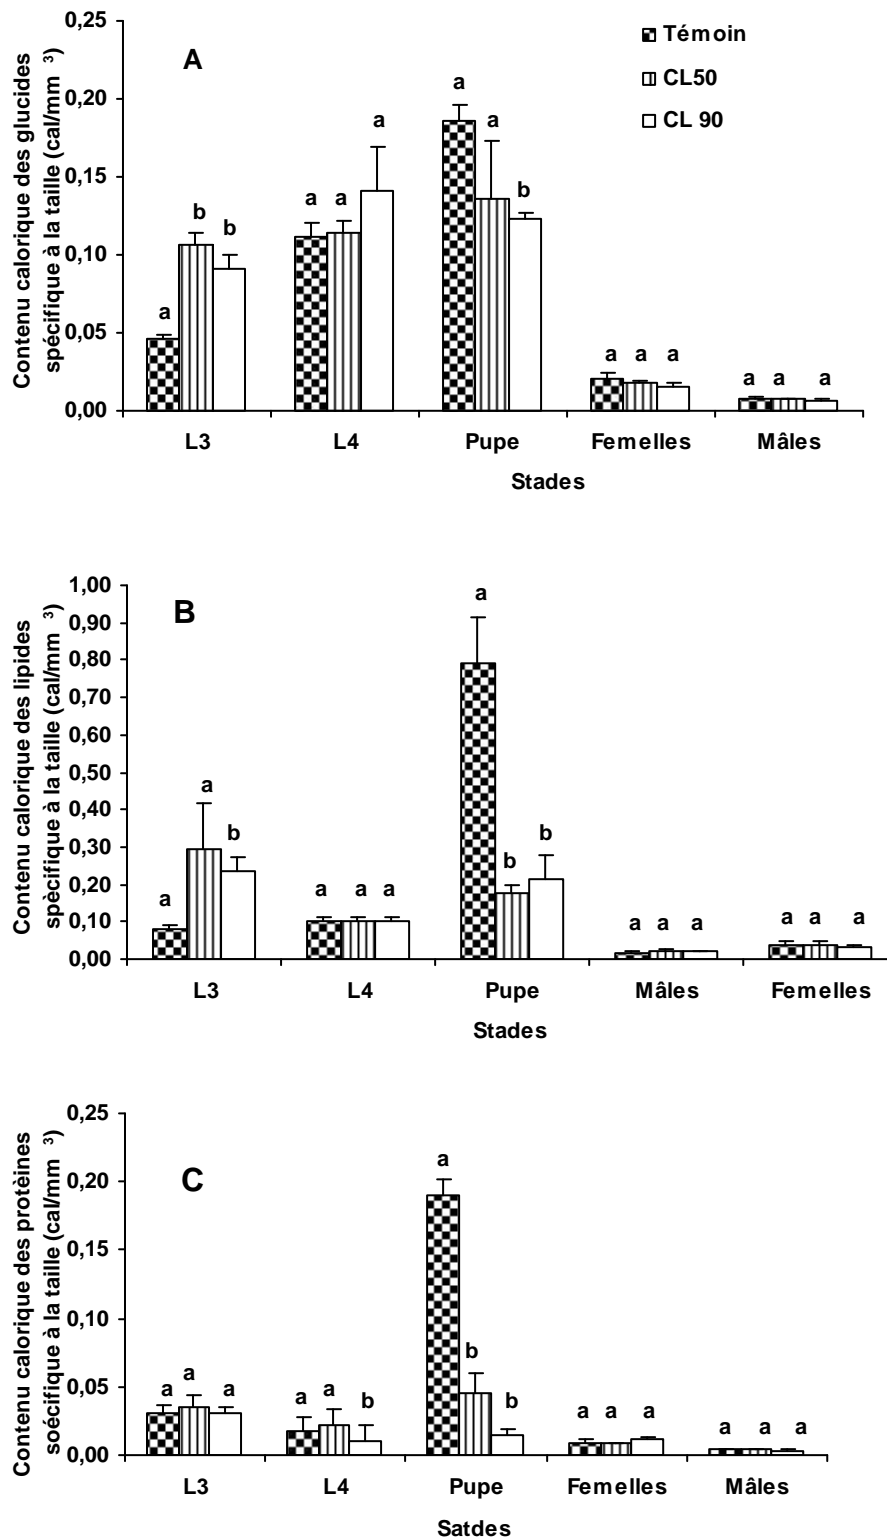 Contenu calorique des glucides
spécifique à la taille (cal/mm ³)
0,25
0,20
0,15
0,10
0,05
0,00
A
Témoin
CL50
CL 90
a b b
a a a
a a b
a a a
a a a
L3 L4 Pupe Femelles Mâles
Stades
Contenu calorique des lipides
spècifique à la taille (cal/mm ³)
1,00
0,90
0,80
0,70
0,60
0,50
0,40
0,30
0,20
0,10
0,00
B
a a b
a a a
a b b
a a a
a a a
L3 L4 Pupe Mâles Femelles
Stades
Contenu calorique des protèines
soécifique à la taille (cal/mm ³)
0,25
0,20
0,15
0,10
0,05
0,00
C
a a a
a a b
a b b
a a a
a a a
L3 L4 Pupe Femelles Mâles
Satdes